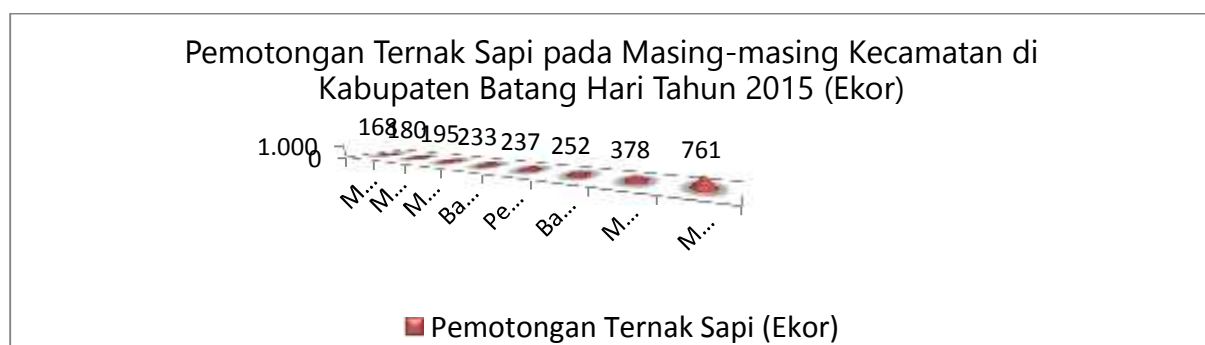 Pemotongan Ternak Sapi pada Masing-masing Kecamatan di
Kabupaten Batang Hari Tahun 2015 (Ekor)
168 180 195 233 237 252 378 761
1.000
0
M... M... M... Ba... Pe... Ba... M... M...
Pemotongan Ternak Sapi (Ekor)